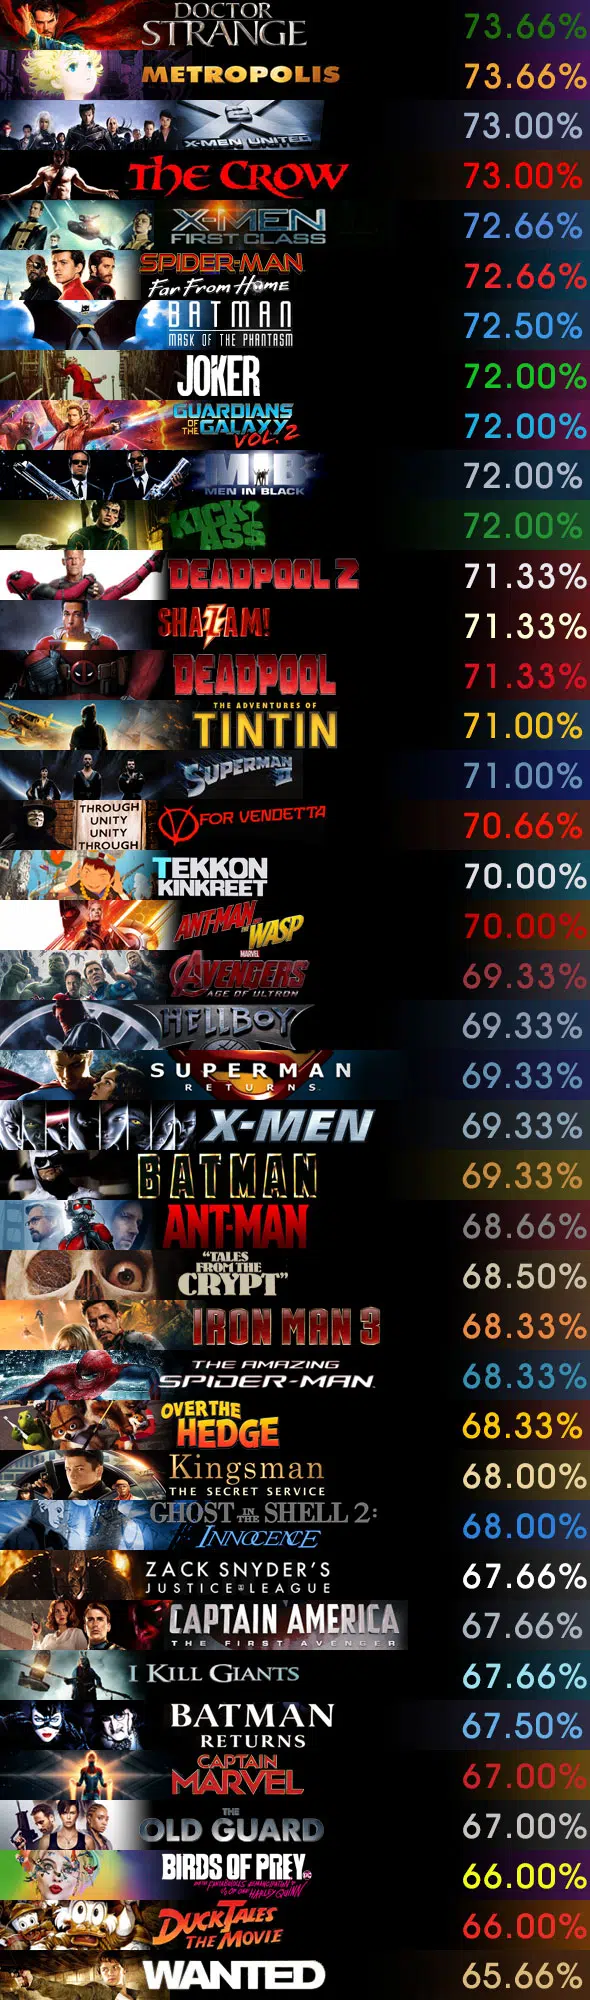 DOCTOR
STRANGE
73.66%
METROPOLIS
73.66%
X2
X-MEN UNITED
73.00%
THE CROW
73.00%
X-MEN
FIRST CLASS
72.66%
SPIDER-MAN
Far From Home
72.66%
BATMAN
MASK OF THE PHANTASM
72.50%
JOKER
72.00%
GUARDIANS
OF THE GALAXY
VOL. 2
72.00%
MIB
MEN IN BLACK
72.00%
KICK-
ASS
72.00%
DEADPOOL 2
71.33%
SHAZAM!
71.33%
DEADPOOL
71.33%
THE ADVENTURES OF
TINTIN
71.00%
SUPERMAN
II
71.00%
THROUGH
UNITY
UNITY
THROUGH
V FOR VENDETTA
70.66%
TEKKON
KINKREET
70.00%
ANT-MAN
AND THE WASP
70.00%
MARVEL
AVENGERS
AGE OF ULTRON
69.33%
HELLBOY
69.33%
SUPERMAN
RETURNS
69.33%
X-MEN
69.33%
BATMAN
69.33%
ANT-MAN
68.66%
"TALES
FROM THE
CRYPT"
68.50%
IRON MAN 3
68.33%
THE AMAZING
SPIDER-MAN
68.33%
OVER THE
HEDGE
68.33%
Kingsman
THE SECRET SERVICE
68.00%
GHOST IN THE SHELL 2:
INNOCENCE
68.00%
ZACK SNYDER'S
JUSTICE LEAGUE
67.66%
CAPTAIN AMERICA
THE FIRST AVENGER
67.66%
I KILL GIANTS
67.66%
BATMAN
RETURNS
67.50%
CAPTAIN
MARVEL
67.00%
THE
OLD GUARD
67.00%
BIRDS OF PREY
DC
AND THE FANTABULOUS EMANCIPATION
OF ONE HARLEY QUINN
66.00%
DUCKTALES
THE MOVIE
66.00%
WANTED
65.66%